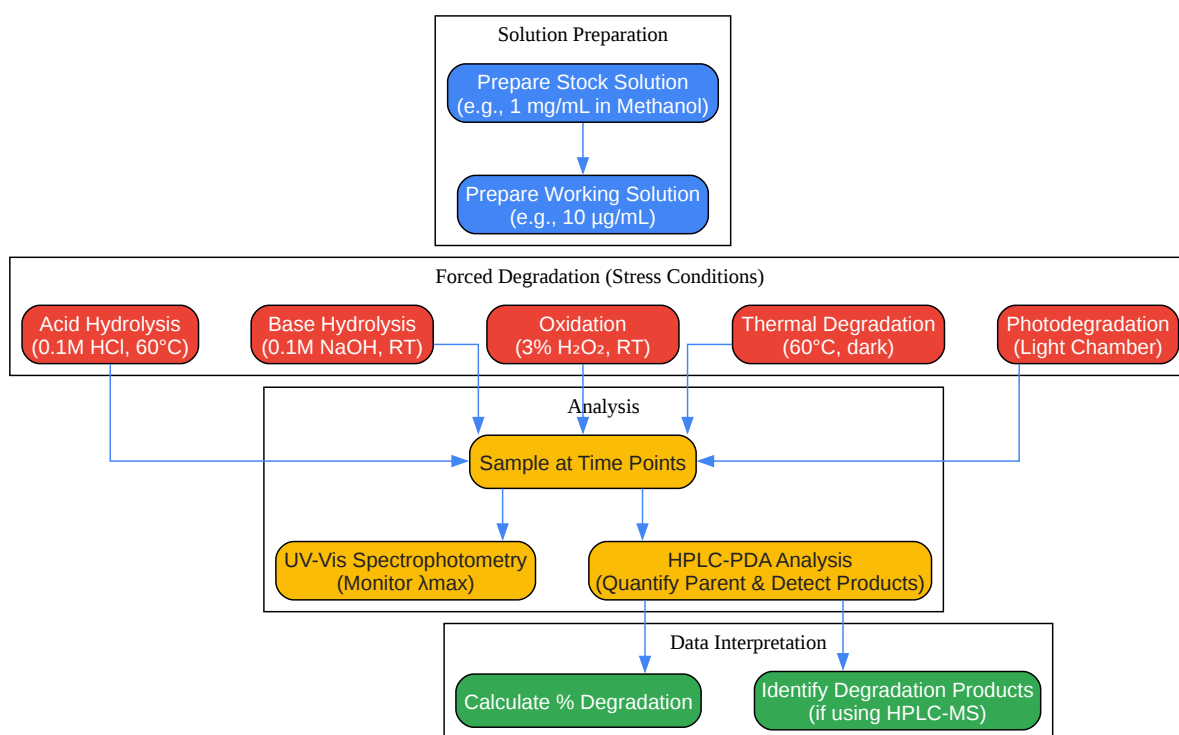 Solution Preparation
Prepare Stock Solution
(e.g., 1 mg/mL in Methanol)
Prepare Working Solution
(e.g., 10 µg/mL)
Forced Degradation (Stress Conditions)
Acid Hydrolysis
(0.1M HCl, 60°C)
Base Hydrolysis
(0.1M NaOH, RT)
Oxidation
(3% H₂O₂, RT)
Thermal Degradation
(60°C, dark)
Photodegradation
(Light Chamber)
Analysis
Sample at Time Points
UV-Vis Spectrophotometry
(Monitor λmax)
HPLC-PDA Analysis
(Quantify Parent & Detect Products)
Data Interpretation
Calculate % Degradation
Identify Degradation Products
(if using HPLC-MS)